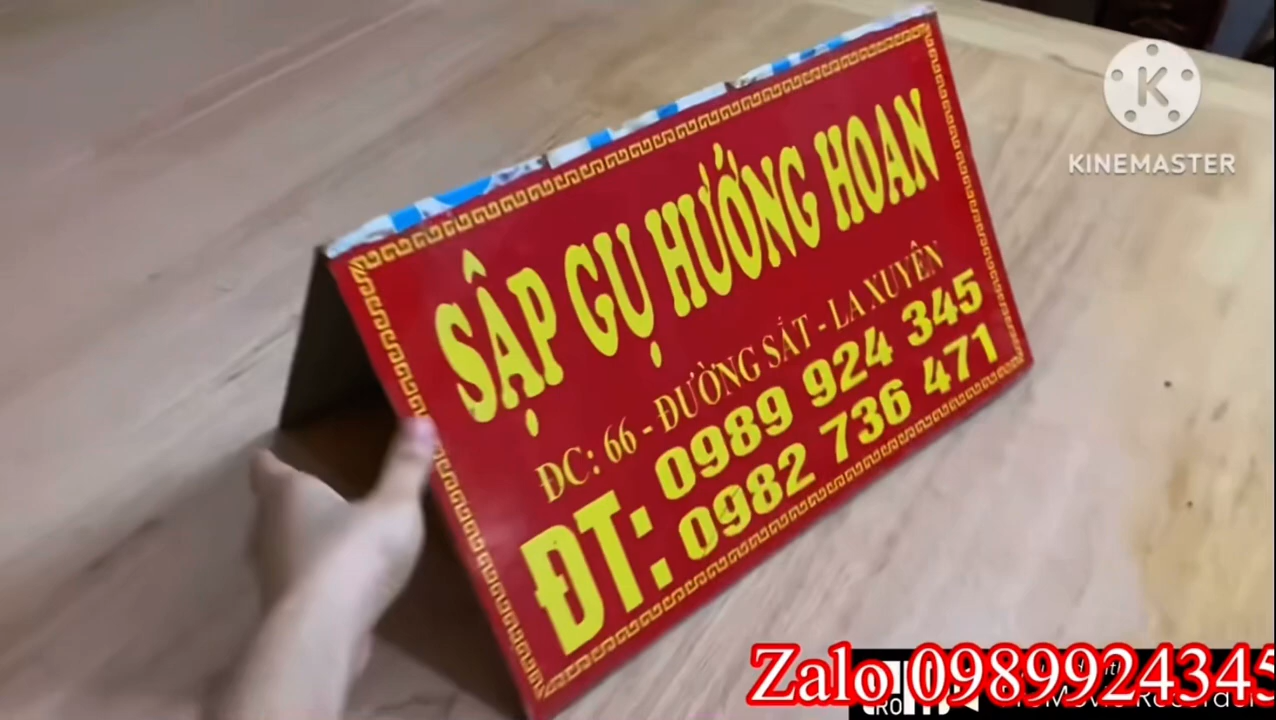 SẬP GỤ HƯỚNG HOAN
ĐC: 66 - ĐƯỜNG SẮT - LA XUYÊN
ĐT: 0989 924 345
0982 736 471
K
KINEMASTER
Zalo 0989924345